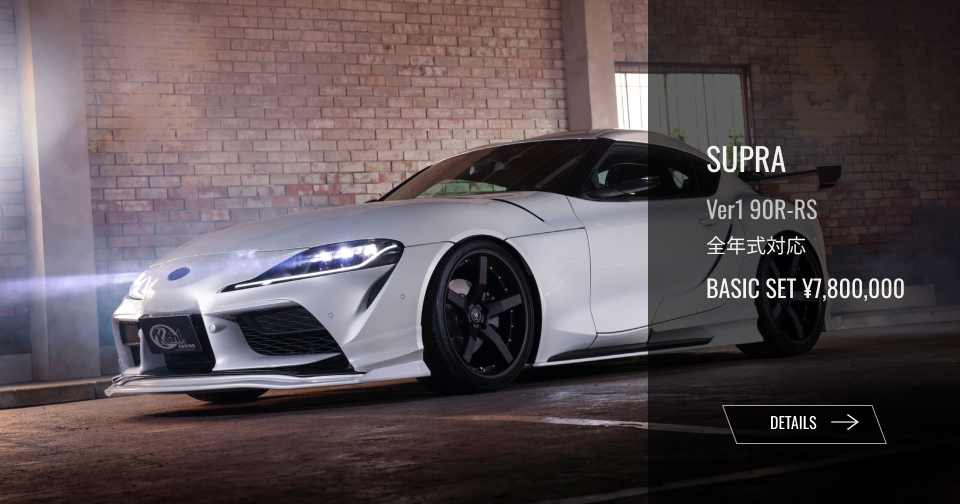 SUPRA
Ver1 90R-RS
全年式対応
BASIC SET ¥7,800,000
DETAILS